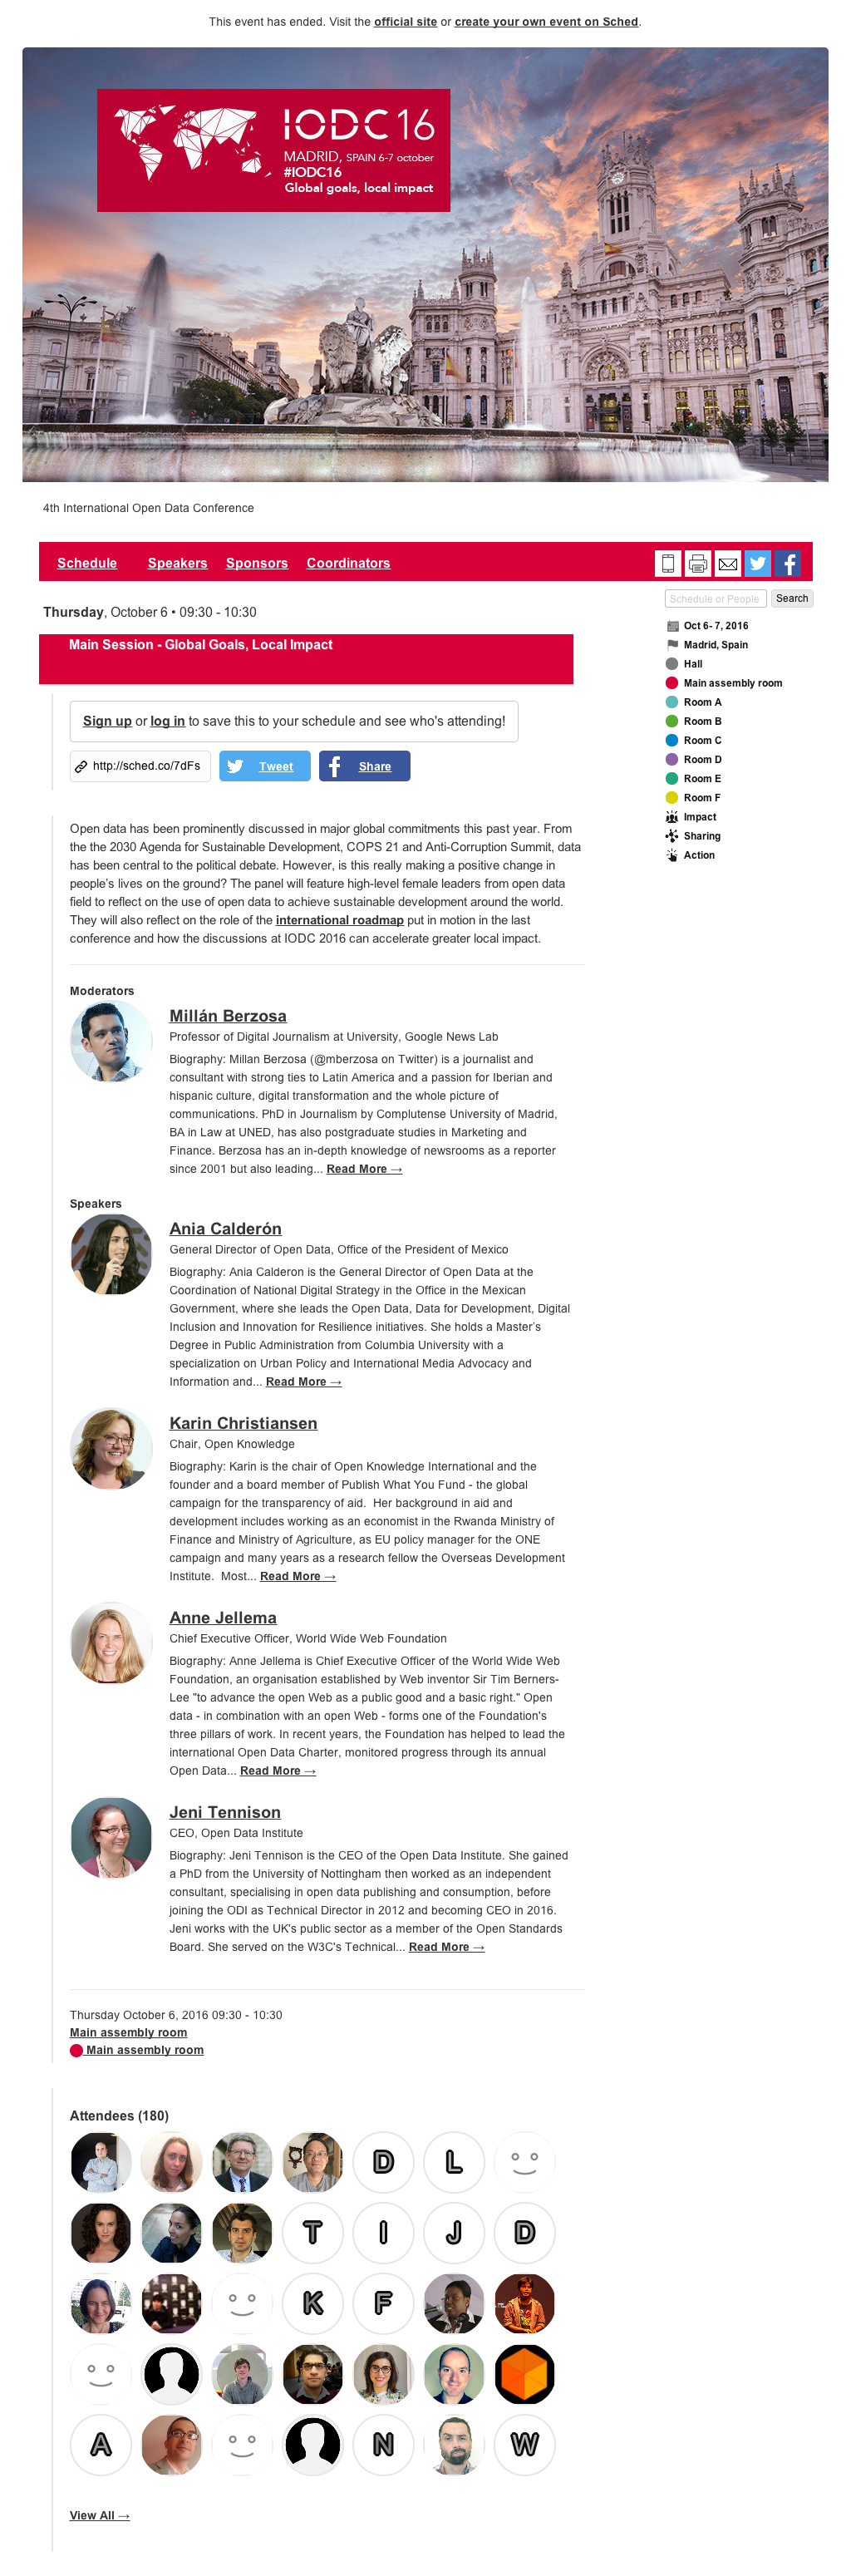 This event has ended. Visit the official site or create your own event on Sched.
IODC16
MADRID, SPAIN 6-7 october
#IODC16
Global goals, local impact
4th International Open Data Conference
Schedule Speakers Sponsors Coordinators
Schedule or People Search
Thursday, October 6 • 09:30 - 10:30
Main Session - Global Goals, Local Impact
Oct 6- 7, 2016
Madrid, Spain
Hall
Main assembly room
Room A
Room B
Room C
Room D
Room E
Room F
Impact
Sharing
Action
Sign up or log in to save this to your schedule and see who's attending!
http://sched.co/7dFs Tweet Share
Open data has been prominently discussed in major global commitments this past year. From
the the 2030 Agenda for Sustainable Development, COPS 21 and Anti-Corruption Summit, data
has been central to the political debate. However, is this really making a positive change in
people's lives on the ground? The panel will feature high-level female leaders from open data
field to reflect on the use of open data to achieve sustainable development around the world.
They will also reflect on the role of the international roadmap put in motion in the last
conference and how the discussions at IODC 2016 can accelerate greater local impact.
Moderators
Millán Berzosa
Professor of Digital Journalism at University, Google News Lab
Biography: Millan Berzosa (@mberzosa on Twitter) is a journalist and
consultant with strong ties to Latin America and a passion for Iberian and
hispanic culture, digital transformation and the whole picture of
communications. PhD in Journalism by Complutense University of Madrid,
BA in Law at UNED, has also postgraduate studies in Marketing and
Finance. Berzosa has an in-depth knowledge of newsrooms as a reporter
since 2001 but also leading... Read More →
Speakers
Ania Calderón
General Director of Open Data, Office of the President of Mexico
Biography: Ania Calderon is the General Director of Open Data at the
Coordination of National Digital Strategy in the Office in the Mexican
Government, where she leads the Open Data, Data for Development, Digital
Inclusion and Innovation for Resilience initiatives. She holds a Master's
Degree in Public Administration from Columbia University with a
specialization on Urban Policy and International Media Advocacy and
Information and... Read More →
Karin Christiansen
Chair, Open Knowledge
Biography: Karin is the chair of Open Knowledge International and the
founder and a board member of Publish What You Fund - the global
campaign for the transparency of aid. Her background in aid and
development includes working as an economist in the Rwanda Ministry of
Finance and Ministry of Agriculture, as EU policy manager for the ONE
campaign and many years as a research fellow the Overseas Development
Institute. Most... Read More →
Anne Jellema
Chief Executive Officer, World Wide Web Foundation
Biography: Anne Jellema is Chief Executive Officer of the World Wide Web
Foundation, an organisation established by Web inventor Sir Tim Berners-
Lee "to advance the open Web as a public good and a basic right." Open
data - in combination with an open Web - forms one of the Foundation's
three pillars of work. In recent years, the Foundation has helped to lead the
international Open Data Charter, monitored progress through its annual
Open Data... Read More →
Jeni Tennison
CEO, Open Data Institute
Biography: Jeni Tennison is the CEO of the Open Data Institute. She gained
a PhD from the University of Nottingham then worked as an independent
consultant, specialising in open data publishing and consumption, before
joining the ODI as Technical Director in 2012 and becoming CEO in 2016.
Jeni works with the UK's public sector as a member of the Open Standards
Board. She served on the W3C's Technical... Read More →
Thursday October 6, 2016 09:30 - 10:30
Main assembly room
Main assembly room
Attendees (180)
D L
T I J D
K F
A N W
View All →